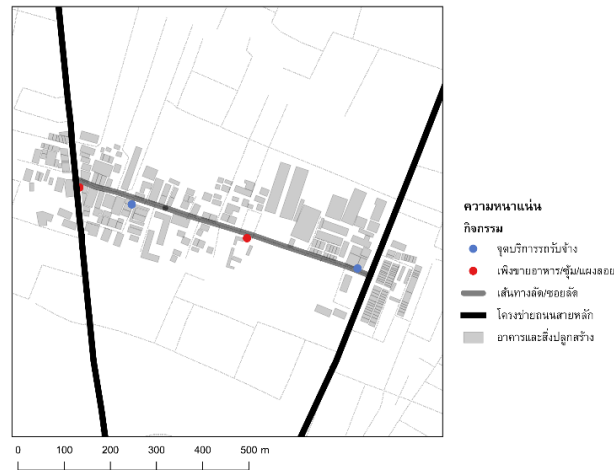 ความหนาแน่น
กิจกรรม
จุดบริการรถรับจ้าง
เพิงขายอาหาร/ซุ้ม/แผงลอย
เส้นทางลัด/ซอยลัด
โครงข่ายถนนสายหลัก
อาคารและสิ่งปลูกสร้าง
0 100 200 300 400 500 m